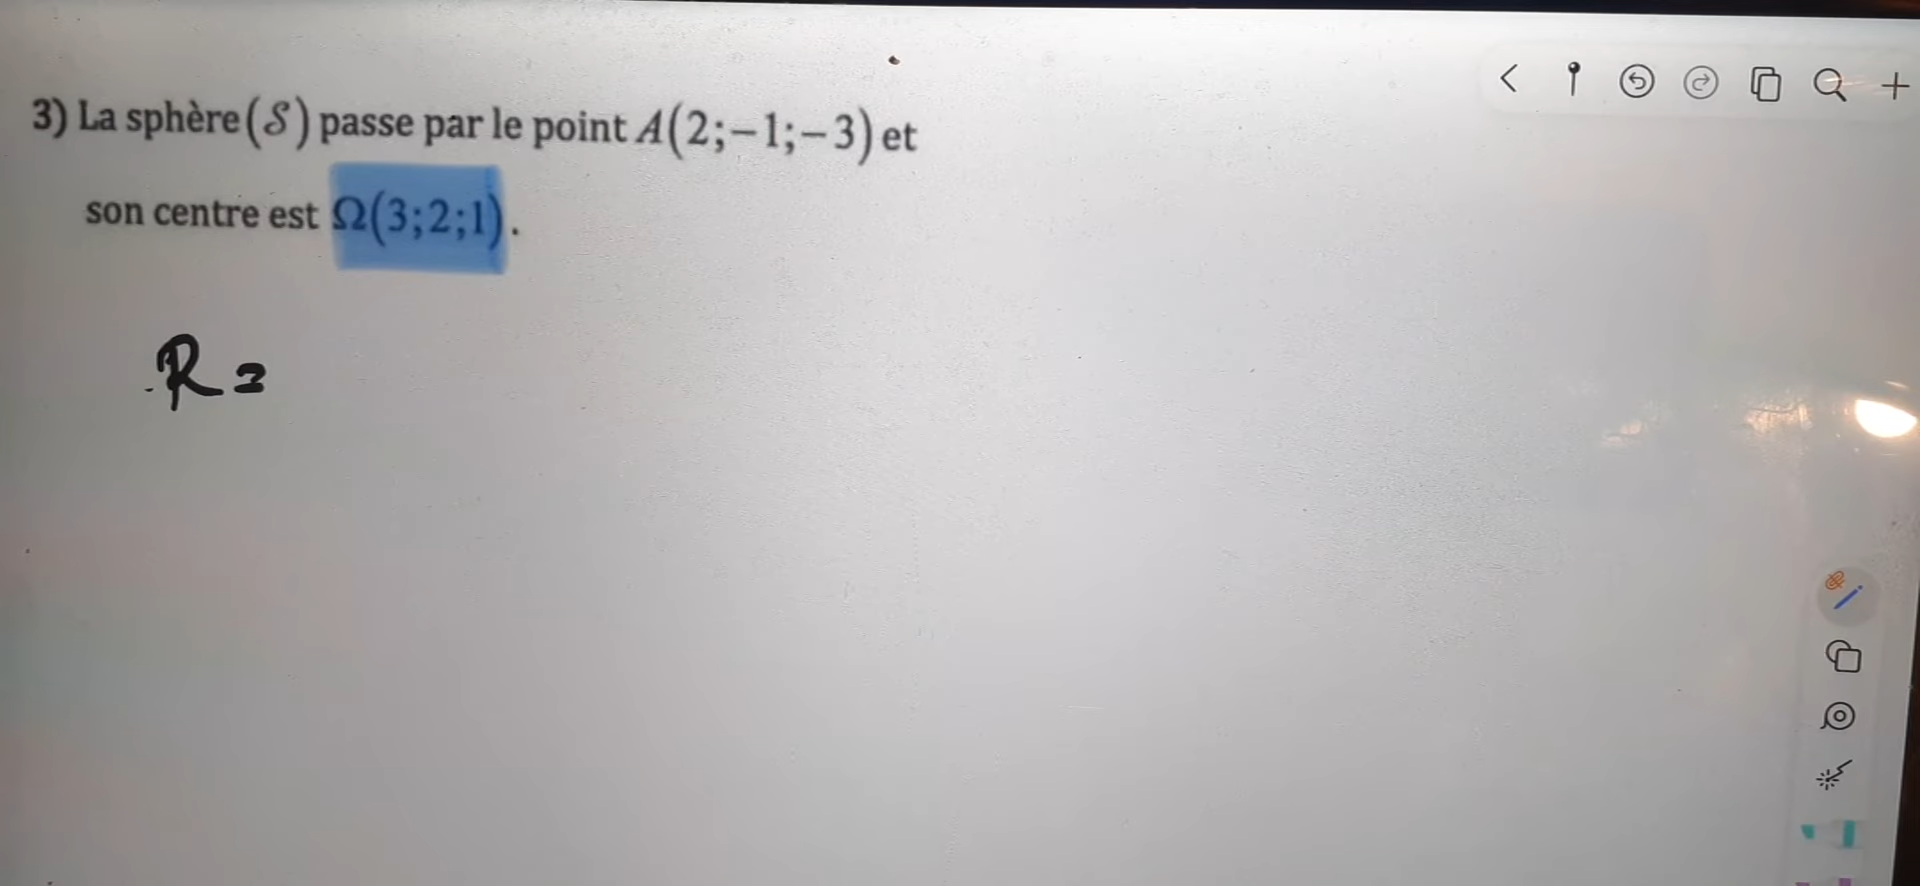 3) La sphère (𝒮) passe par le point A(2;−1;−3) et
son centre est Ω(3;2;1).
R =